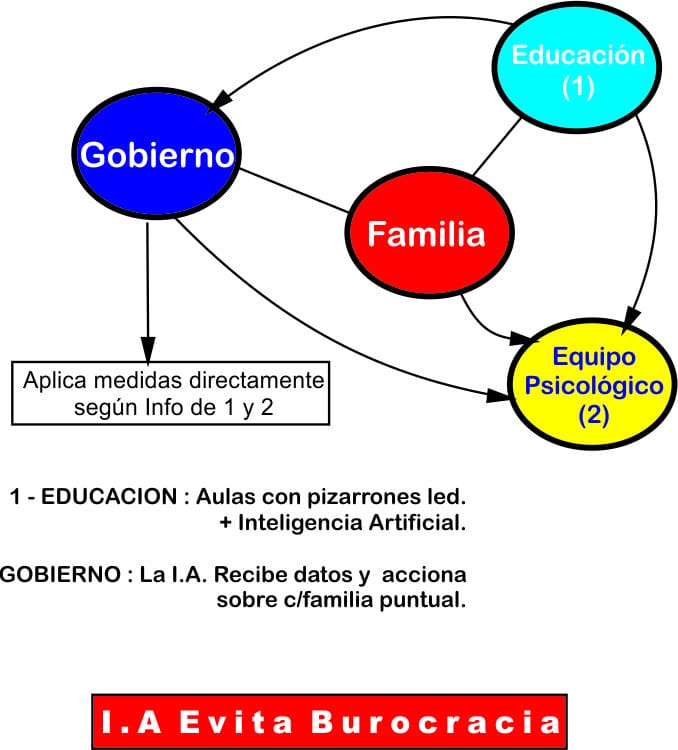 Educación
(1)
Gobierno
Familia
Equipo
Psicológico
(2)
Aplica medidas directamente
según Info de 1 y 2
1 - EDUCACION : Aulas con pizarrones led.
+ Inteligencia Artificial.
GOBIERNO : La I.A. Recibe datos y acciona
sobre c/familia puntual.
I.A Evita Burocracia